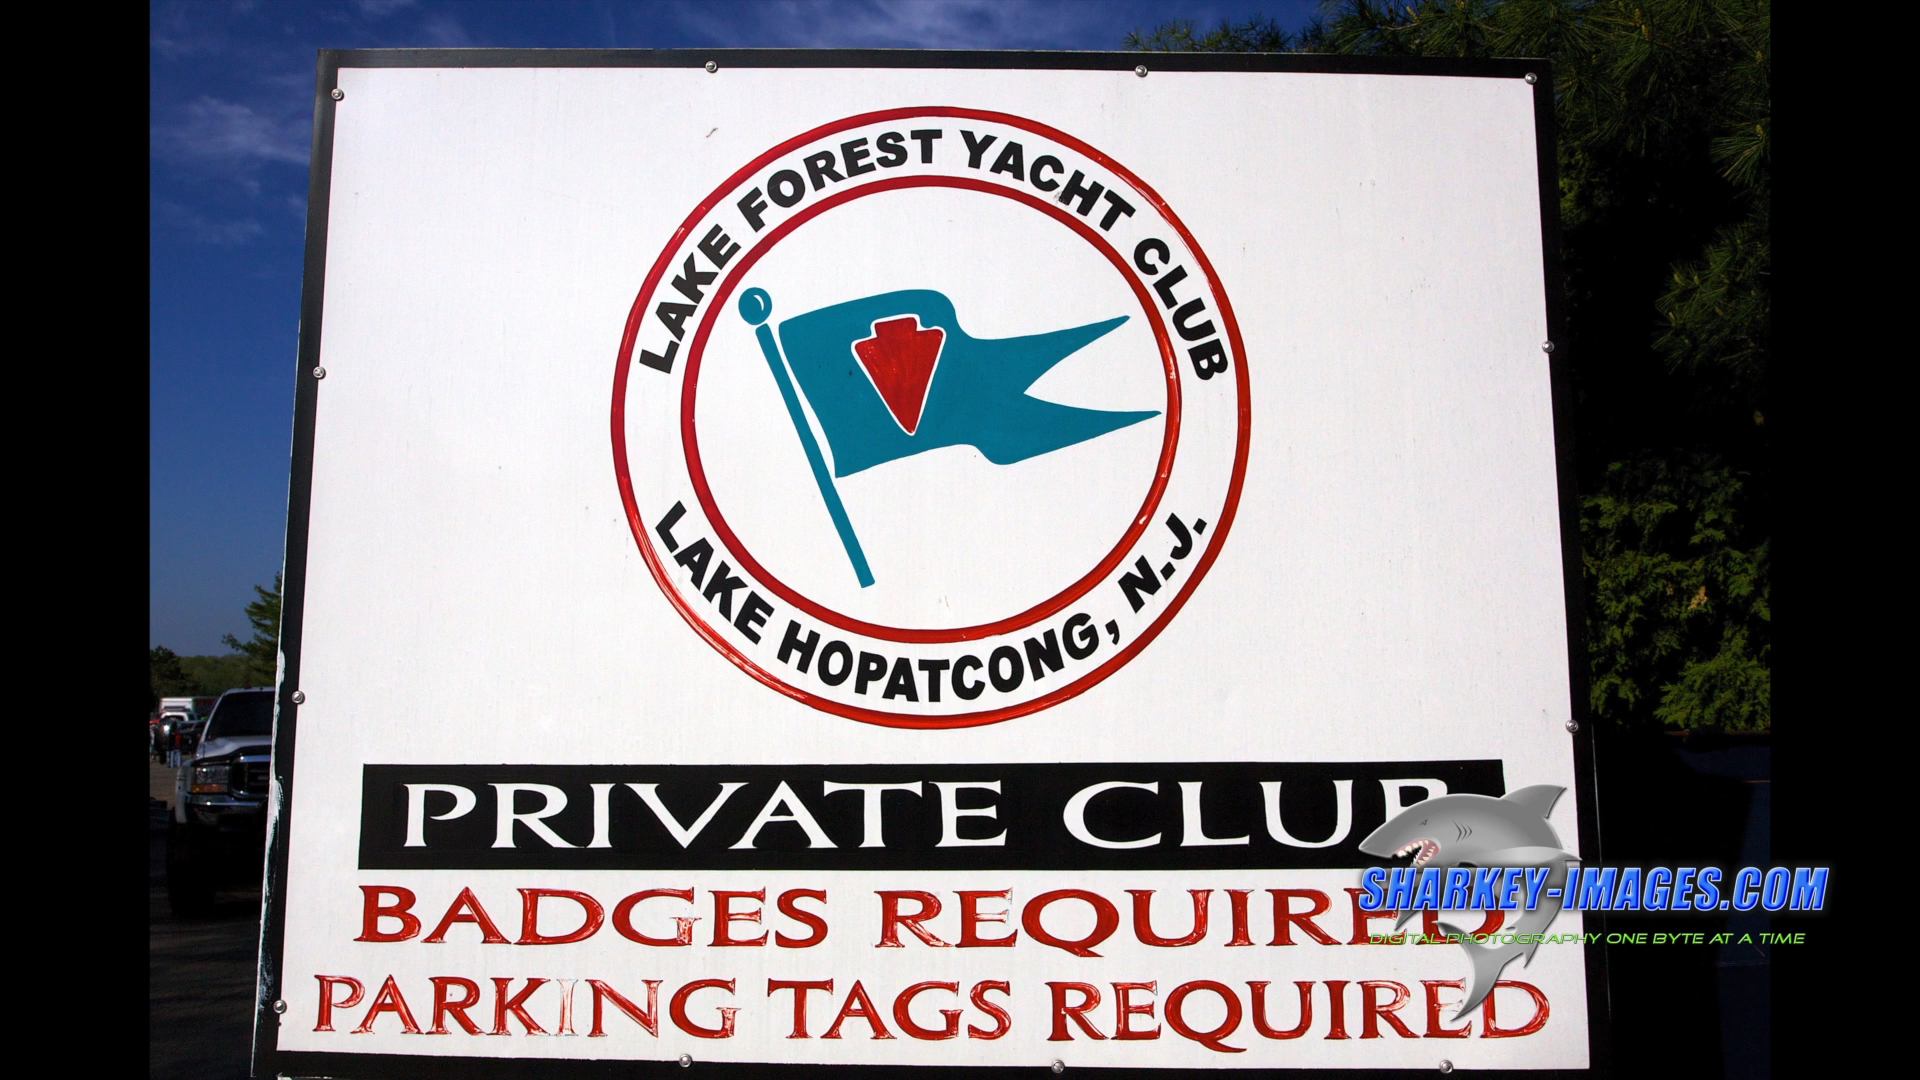 LAKE FOREST YACHT CLUB
LAKE HOPATCONG, N.J.
PRIVATE CLUB
BADGES REQUIRED
PARKING TAGS REQUIRED
SHARKEY-IMAGES.COM
DIGITAL PHOTOGRAPHY ONE BYTE AT A TIME